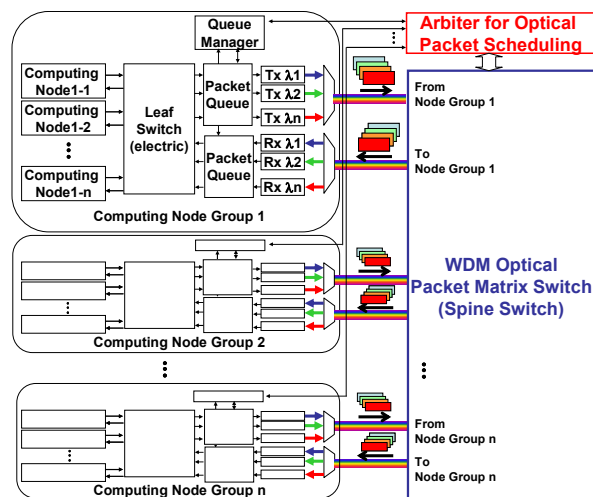 Queue
Manager
Arbiter for Optical
Packet Scheduling
Computing
Node1-1
Computing
Node1-2
Computing
Node1-n
Leaf
Switch
(electric)
Packet
Queue
Packet
Queue
Tx λ1
Tx λ2
Tx λn
Rx λ1
Rx λ2
Rx λn
From
Node Group 1
To
Node Group 1
Computing Node Group 1
WDM Optical
Packet Matrix Switch
(Spine Switch)
Computing Node Group 2
From
Node Group n
To
Node Group n
Computing Node Group n